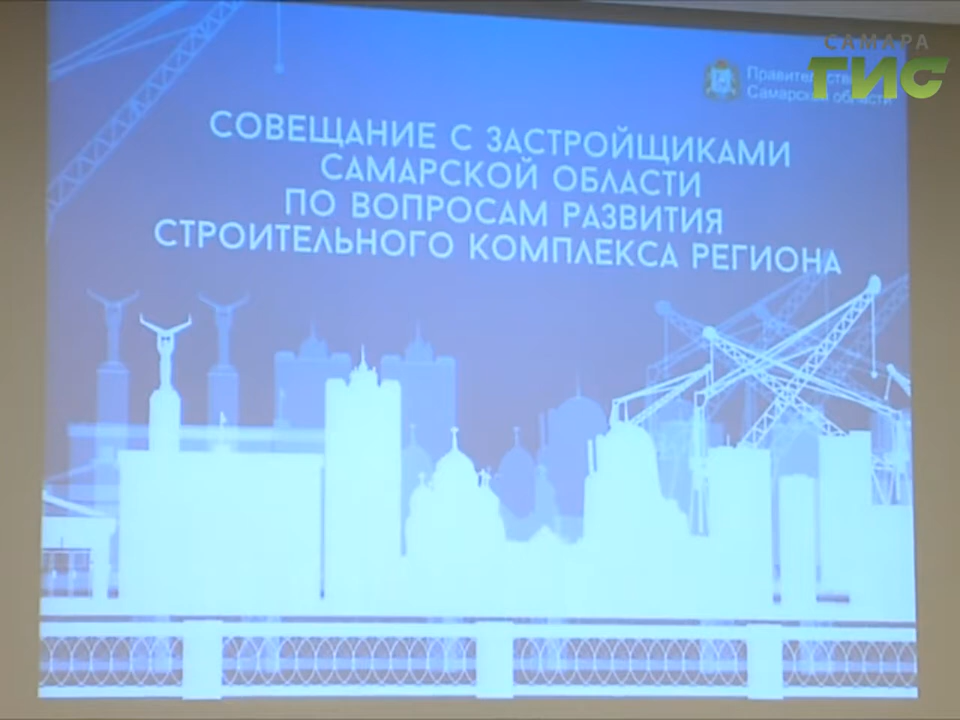 САМАРА
ГИС
Правительство
Самарской области
СОВЕЩАНИЕ С ЗАСТРОЙЩИКАМИ
САМАРСКОЙ ОБЛАСТИ
ПО ВОПРОСАМ РАЗВИТИЯ
СТРОИТЕЛЬНОГО КОМПЛЕКСА РЕГИОНА